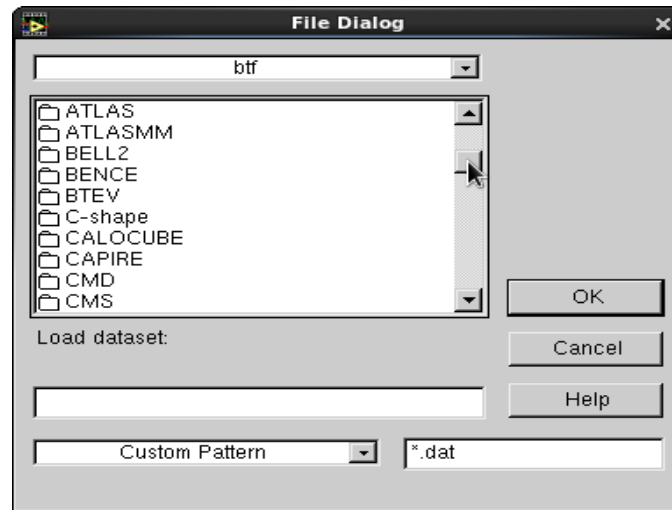 File Dialog
btf
ATLAS
ATLASMM
BELL2
BENCE
BTEV
C-shape
CALOCUBE
CAPIRE
CMD
CMS
OK
Load dataset:
Cancel
Help
Custom Pattern
*.dat